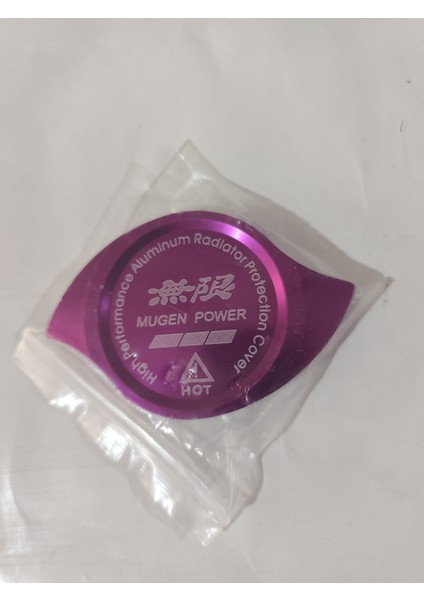 High Performance Aluminum Radiator Protection Cover
無限
MUGEN POWER
HOT